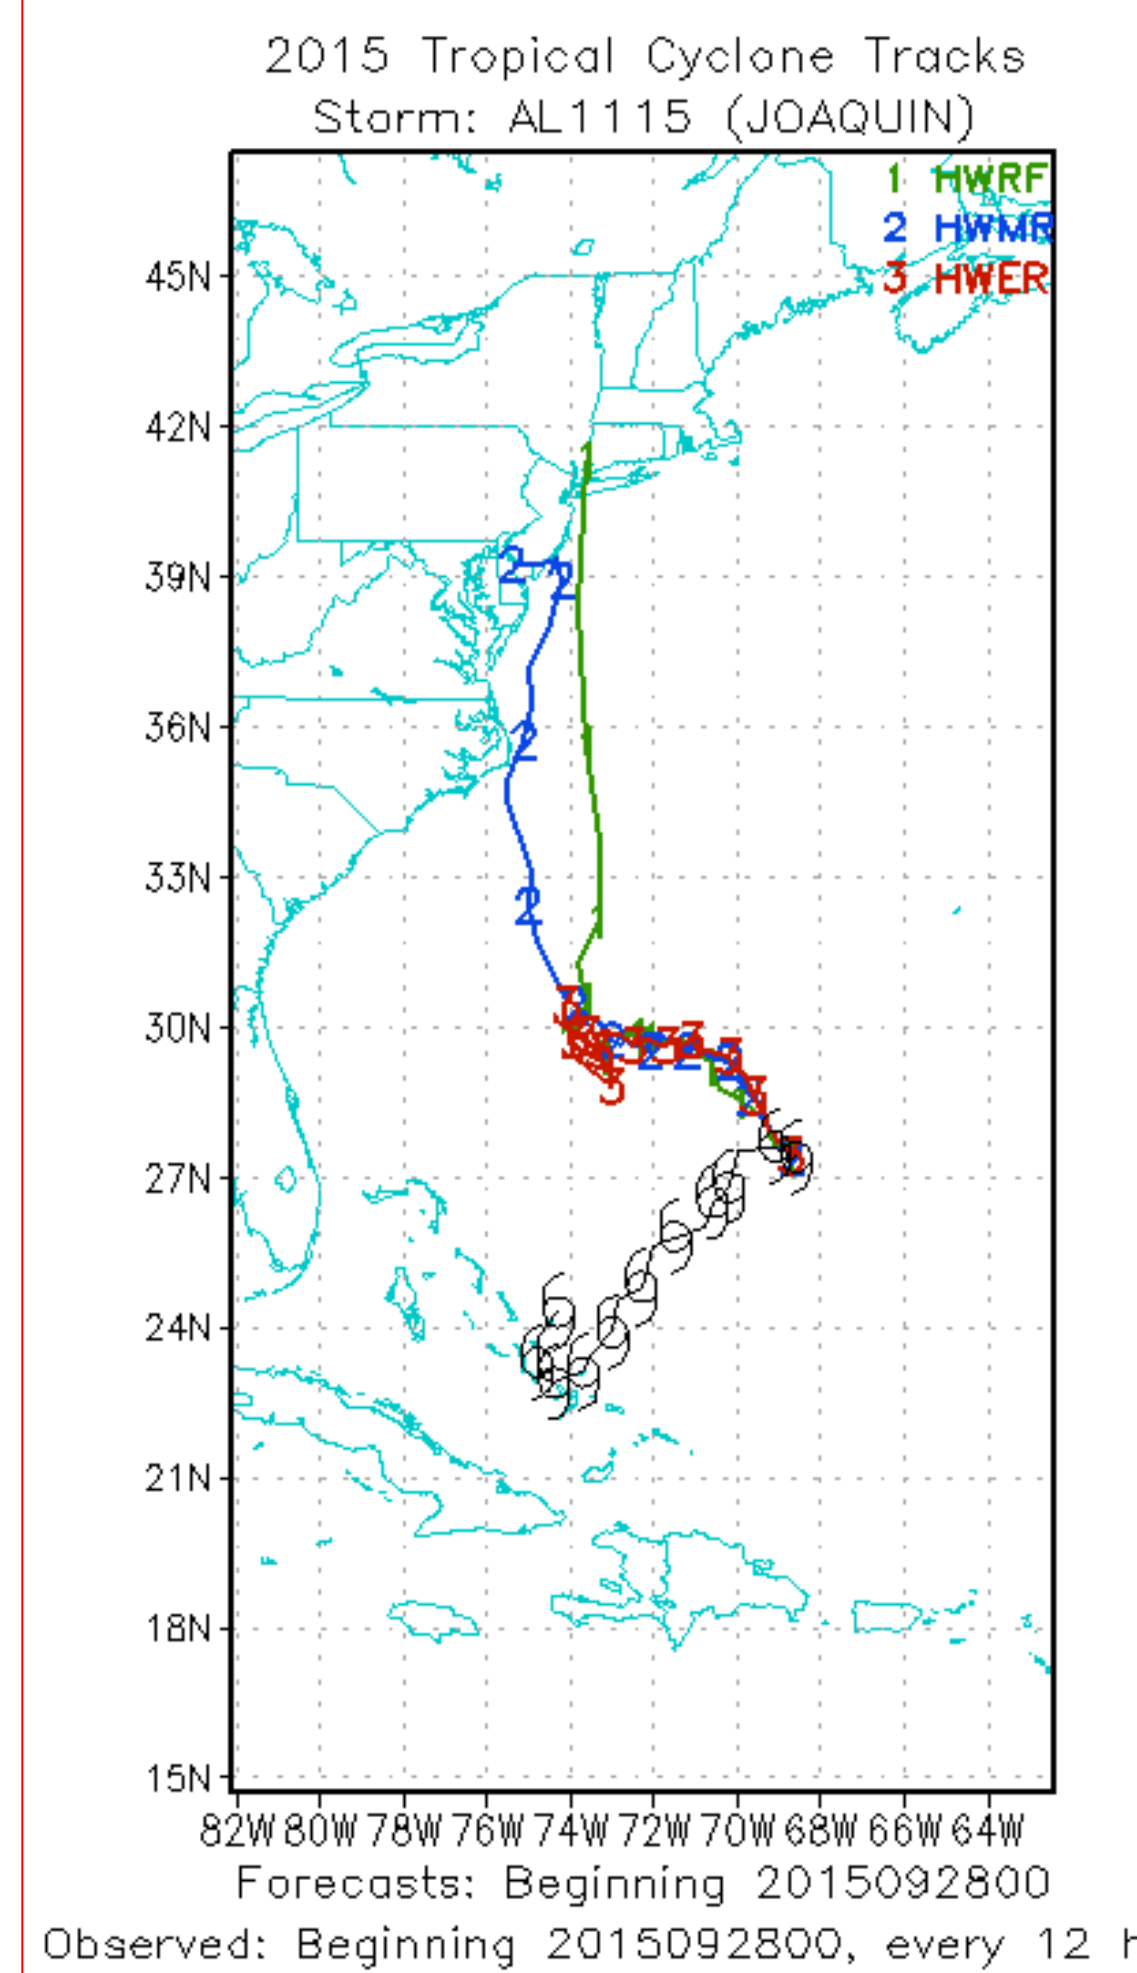 2015 Tropical Cyclone Tracks
Storm: AL1115 (JOAQUIN)
1 HWRF
2 HWMR
3 HWER
45N
42N
39N
36N
33N
30N
27N
24N
21N
18N
15N
82W 80W 78W 76W 74W 72W 70W 68W 66W 64W
Forecasts: Beginning 2015092800
Observed: Beginning 2015092800, every 12 h